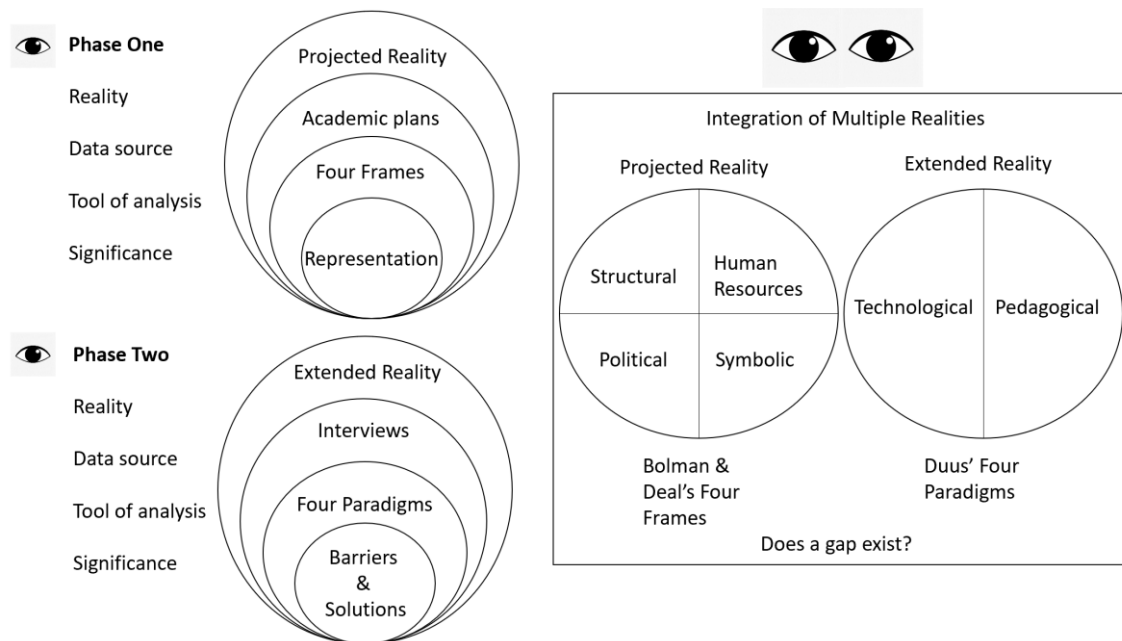 Phase One
Reality
Data source
Tool of analysis
Significance
Projected Reality
Academic plans
Four Frames
Representation
Phase Two
Reality
Data source
Tool of analysis
Significance
Extended Reality
Interviews
Four Paradigms
Barriers
&
Solutions
Integration of Multiple Realities
Projected Reality
Structural
Human
Resources
Political
Symbolic
Bolman &
Deal's Four
Frames
Extended Reality
Technological
Pedagogical
Duus' Four
Paradigms
Does a gap exist?